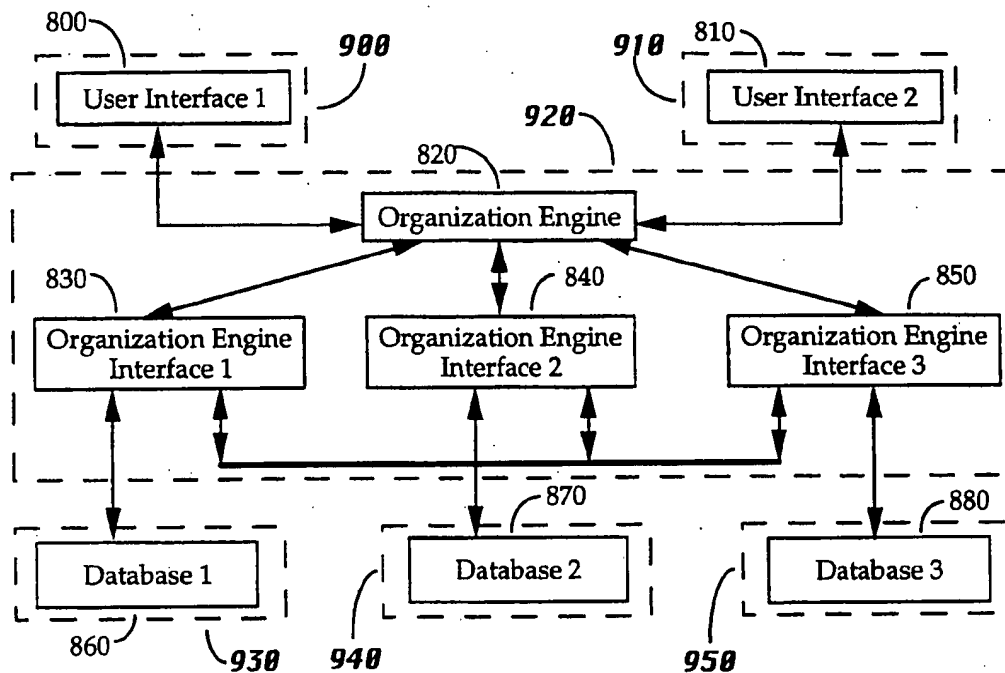 800
900
User Interface 1
810
910
User Interface 2
920
820
Organization Engine
830
Organization Engine
Interface 1
840
Organization Engine
Interface 2
850
Organization Engine
Interface 3
870
880
Database 1
Database 2
Database 3
860
930
940
950